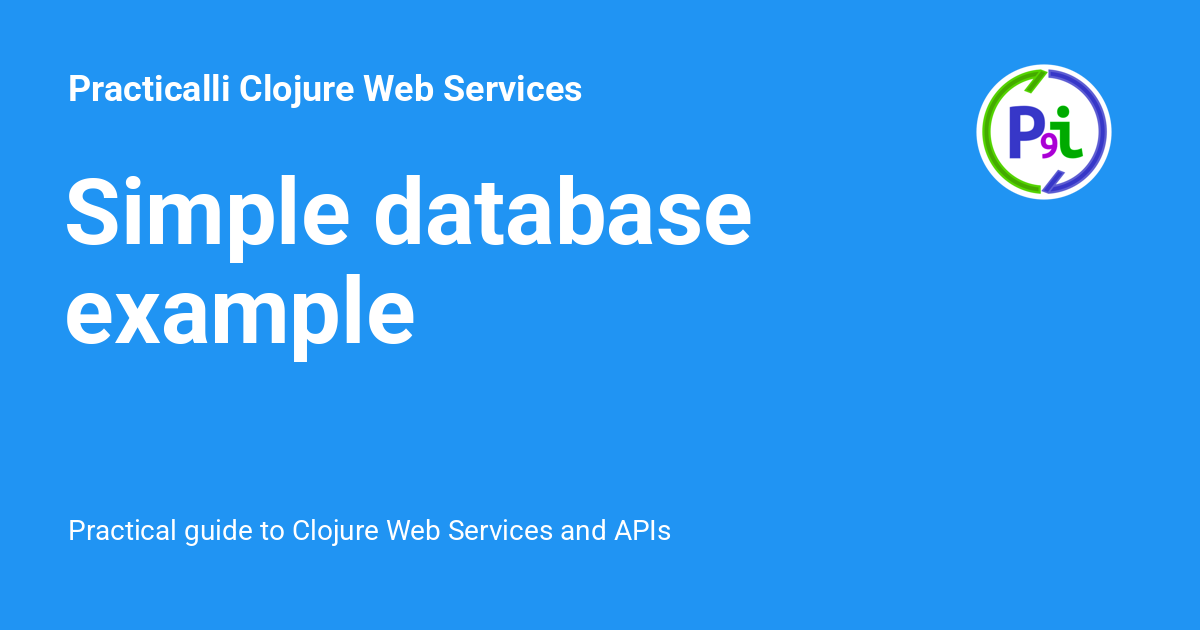 Practicalli Clojure Web Services
P9i
Simple database
example
Practical guide to Clojure Web Services and APIs